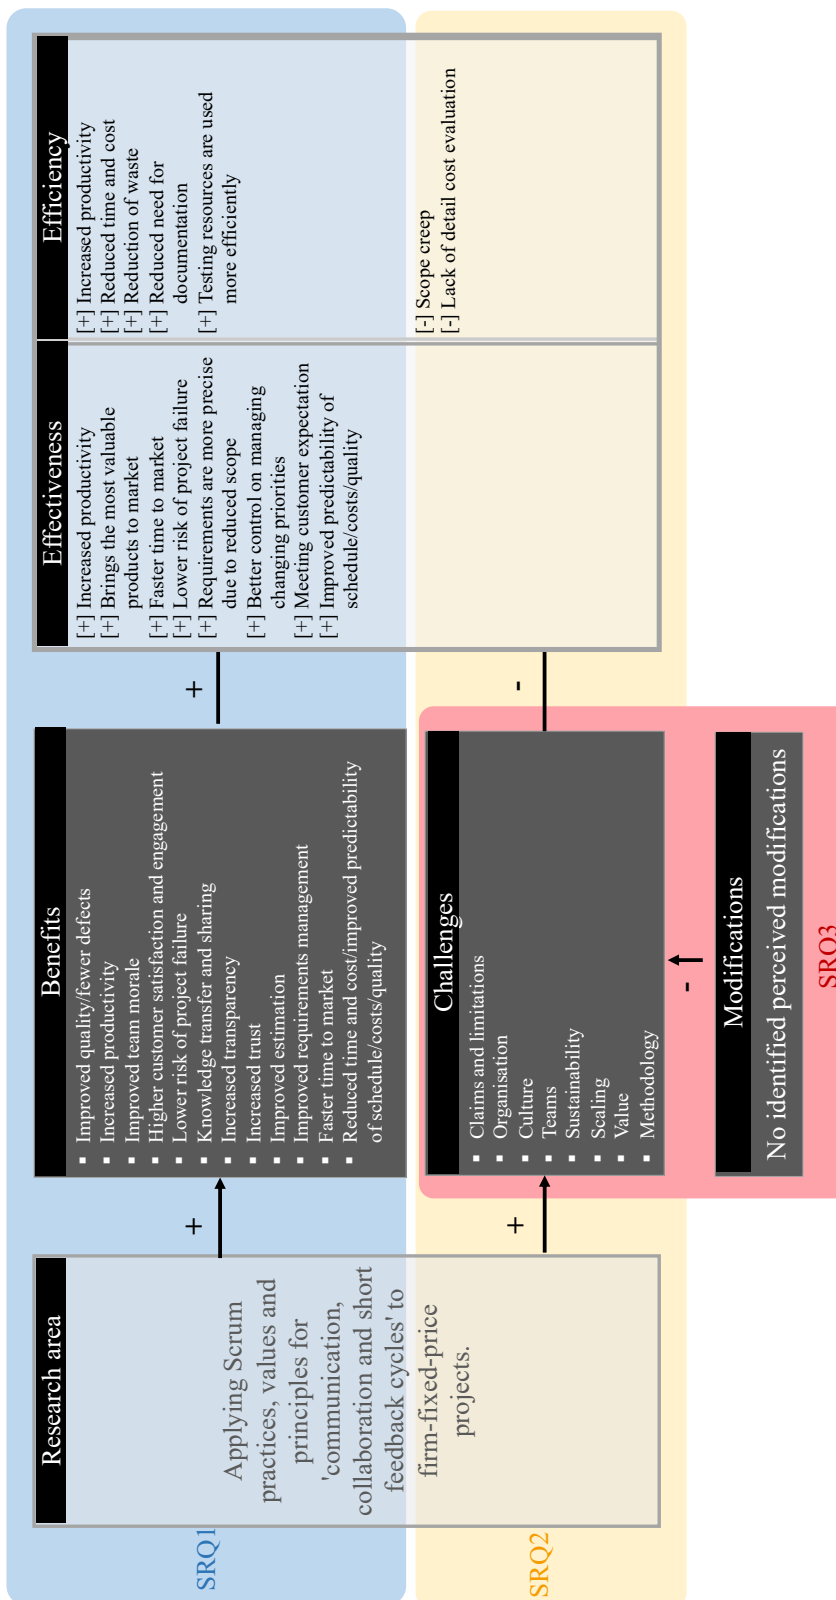 Research area
Applying Scrum
practices, values and
principles for
'communication,
collaboration and short
feedback cycles' to
firm-fixed-price
projects.
SRQ1
+
Benefits
▪ Improved quality/fewer defects
▪ Increased productivity
▪ Improved team morale
▪ Higher customer satisfaction and engagement
▪ Lower risk of project failure
▪ Knowledge transfer and sharing
▪ Increased transparency
▪ Increased trust
▪ Improved estimation
▪ Improved requirements management
▪ Faster time to market
▪ Reduced time and cost/improved predictability
of schedule/costs/quality
+
Effectiveness
[+] Increased productivity
[+] Brings the most valuable
products to market
[+] Faster time to market
[+] Lower risk of project failure
[+] Requirements are more precise
due to reduced scope
[+] Better control on managing
changing priorities
[+] Meeting customer expectation
[+] Improved predictability of
schedule/costs/quality
Efficiency
[+] Increased productivity
[+] Reduced time and cost
[+] Reduction of waste
[+] Reduced need for
documentation
[+] Testing resources are used
more efficiently
SRQ2
+
Challenges
▪ Claims and limitations
▪ Organisation
▪ Culture
▪ Teams
▪ Sustainability
▪ Scaling
▪ Value
▪ Methodology
-
[-] Scope creep
[-] Lack of detail cost evaluation
-
Modifications
No identified perceived modifications
SRQ3